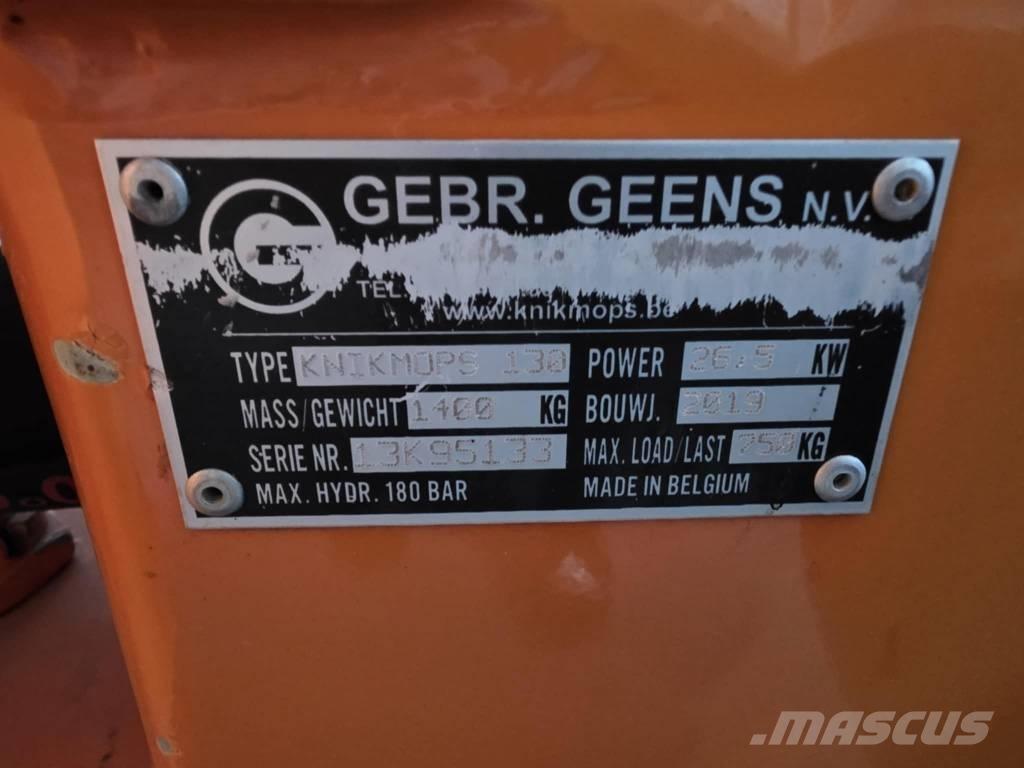 GEBR. GEENS N.V.
TEL.
www.knikmops.be
TYPE KNIKMOPS 130 POWER 26.5 KW
MASS/GEWICHT 1400 KG BOUWJ. 2019
SERIE NR. 13K95133 MAX. LOAD/LAST 750 KG
MAX. HYDR. 180 BAR MADE IN BELGIUM
MASCUS